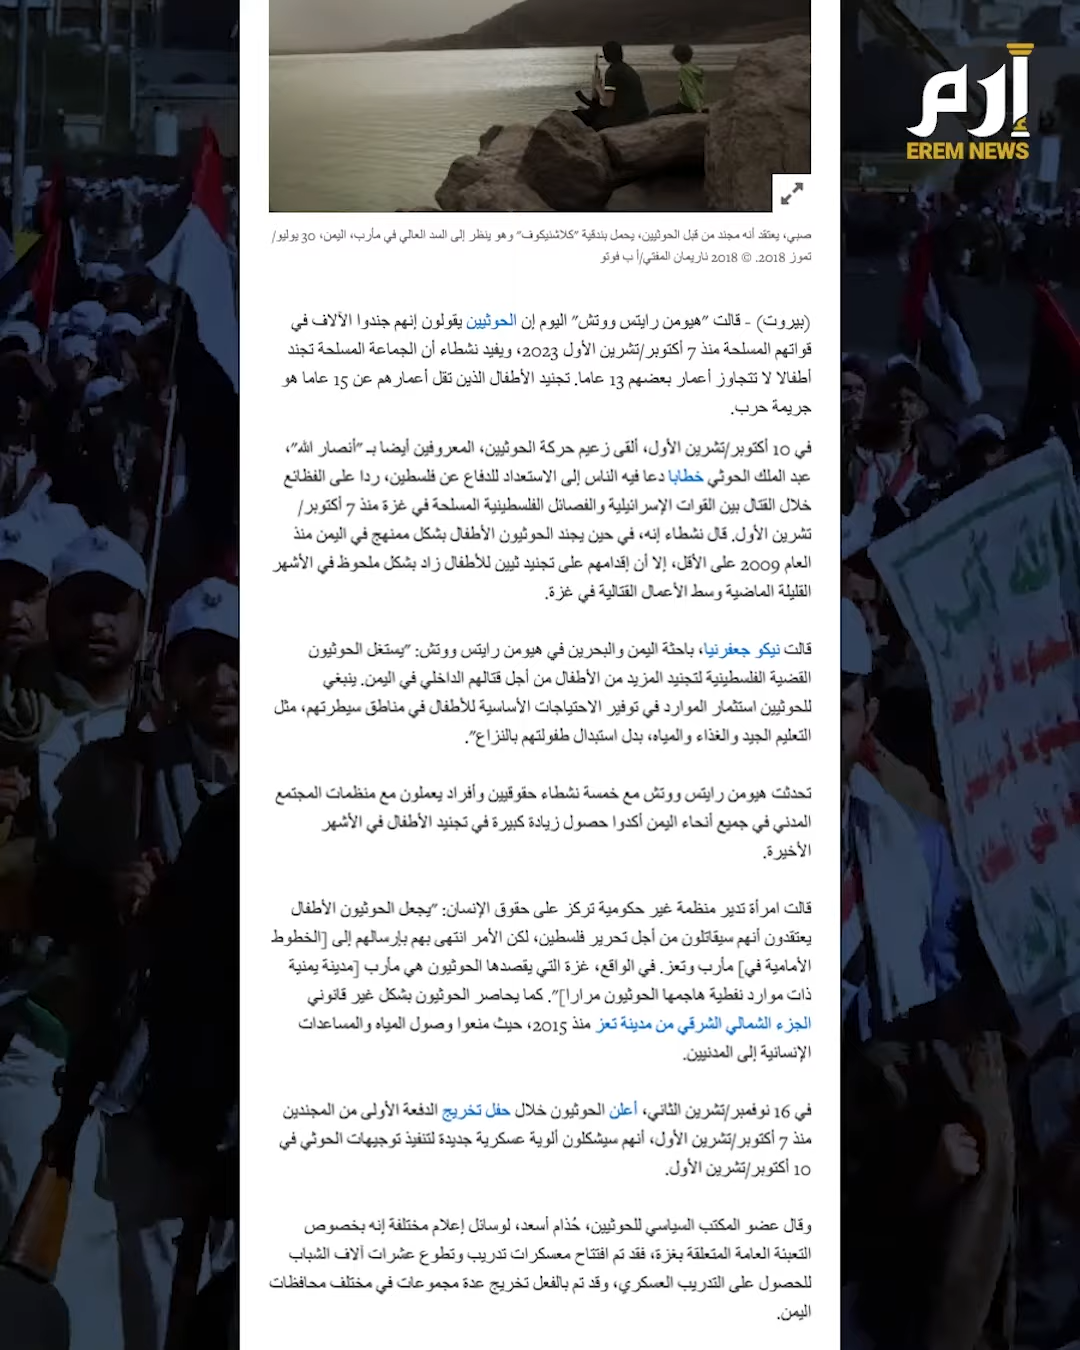 إرم
EREM NEWS
صبي، يعتقد أنه مجند من قبل الحوثيين، يحمل بندقية "كلاشنيكوف" وهو ينظر إلى السد العالي في مأرب، اليمن، 30 يوليو/
تموز 2018. © 2018 ناريمان المفتي/أ ب فوتو
(بيروت) - قالت "هيومن رايتس ووتش" اليوم إن الحوثيين يقولون إنهم جندوا الآلاف في
قواتهم المسلحة منذ 7 أكتوبر/تشرين الأول 2023، ويفيد نشطاء أن الجماعة المسلحة تجند
أطفالا لا تتجاوز أعمار بعضهم 13 عاما. تجنيد الأطفال الذين تقل أعمارهم عن 15 عاما هو
جريمة حرب.
في 10 أكتوبر/تشرين الأول، ألقى زعيم حركة الحوثيين، المعروفين أيضا بـ "أنصار الله"،
عبد الملك الحوثي خطابا دعا فيه الناس إلى الاستعداد للدفاع عن فلسطين، ردا على الفظائع
خلال القتال بين القوات الإسرائيلية والفصائل الفلسطينية المسلحة في غزة منذ 7 أكتوبر/
تشرين الأول. قال نشطاء إنه، في حين يجند الحوثيون الأطفال بشكل ممنهج في اليمن منذ
العام 2009 على الأقل، إلا أن إقدامهم على تجنيد ثيين للأطفال زاد بشكل ملحوظ في الأشهر
القليلة الماضية وسط الأعمال القتالية في غزة.
قالت نيكو جعفرنيا، باحثة اليمن والبحرين في هيومن رايتس ووتش: "يستغل الحوثيون
القضية الفلسطينية لتجنيد المزيد من الأطفال من أجل قتالهم الداخلي في اليمن. ينبغي
للحوثيين استثمار الموارد في توفير الاحتياجات الأساسية للأطفال في مناطق سيطرتهم، مثل
التعليم الجيد والغذاء والمياه، بدل استبدال طفولتهم بالنزاع".
تحدثت هيومن رايتس ووتش مع خمسة نشطاء حقوقيين وأفراد يعملون مع منظمات المجتمع
المدني في جميع أنحاء اليمن أكدوا حصول زيادة كبيرة في تجنيد الأطفال في الأشهر
الأخيرة.
قالت امرأة تدير منظمة غير حكومية تركز على حقوق الإنسان: "يجعل الحوثيون الأطفال
يعتقدون أنهم سيقاتلون من أجل تحرير فلسطين، لكن الأمر انتهى بهم بإرسالهم إلى [الخطوط
الأمامية في] مأرب وتعز. في الواقع، غزة التي يقصدها الحوثيون هي مأرب [مدينة يمنية
ذات موارد نفطية هاجمها الحوثيون مرارا]". كما يحاصر الحوثيون بشكل غير قانوني
الجزء الشمالي الشرقي من مدينة تعز منذ 2015، حيث منعوا وصول المياه والمساعدات
الإنسانية إلى المدنيين.
في 16 نوفمبر/تشرين الثاني، أعلن الحوثيون خلال حفل تخريج الدفعة الأولى من المجندين
منذ 7 أكتوبر/تشرين الأول، أنهم سيشكلون ألوية عسكرية جديدة لتنفيذ توجيهات الحوثي في
10 أكتوبر/تشرين الأول.
وقال عضو المكتب السياسي للحوثيين، حُذام أسعد، لوسائل إعلام مختلفة إنه بخصوص
التعبئة العامة المتعلقة بغزة، فقد تم افتتاح معسكرات تدريب وتطوع عشرات آلاف الشباب
للحصول على التدريب العسكري، وقد تم بالفعل تخريج عدة مجموعات في مختلف محافظات
اليمن.
الله أكبر